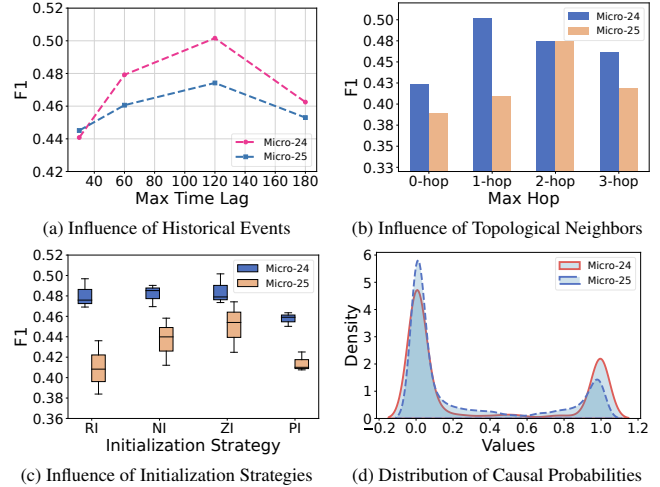 0.52
0.50
0.48
0.46
0.44
0.42
F1
40 60 80 100 120 140 160 180
Max Time Lag
Micro-24
Micro-25
(a) Influence of Historical Events
0.50
0.48
0.45
0.43
0.40
0.38
0.35
0.33
F1
0-hop 1-hop 2-hop 3-hop
Max Hop
Micro-24
Micro-25
(b) Influence of Topological Neighbors
0.52
0.50
0.48
0.46
0.44
0.42
0.40
0.38
0.36
F1
RI NI ZI PI
Initialization Strategy
Micro-24
Micro-25
(c) Influence of Initialization Strategies
6
5
4
3
2
1
0
Density
−0.2 0.0 0.2 0.4 0.6 0.8 1.0 1.2
Values
Micro-24
Micro-25
(d) Distribution of Causal Probabilities